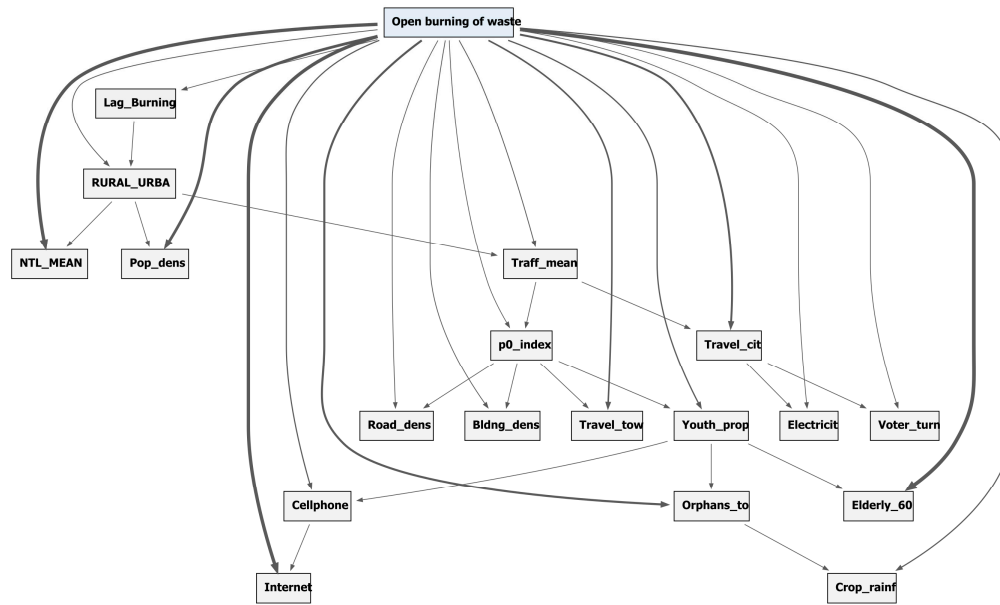 Open burning of waste
Lag_Burning
RURAL_URBA
NTL_MEAN
Pop_dens
Traff_mean
p0_index
Travel_cit
Road_dens
Bldng_dens
Travel_tow
Youth_prop
Electricit
Voter_turn
Cellphone
Orphans_to
Elderly_60
Internet
Crop_rainf